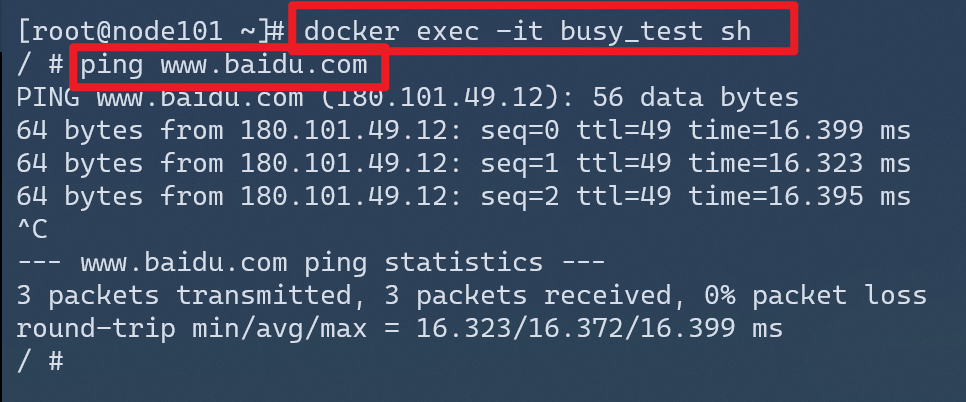 [root@node101 ~]# docker exec -it busy_test sh
/ # ping www.baidu.com
PING www.baidu.com (180.101.49.12): 56 data bytes
64 bytes from 180.101.49.12: seq=0 ttl=49 time=16.399 ms
64 bytes from 180.101.49.12: seq=1 ttl=49 time=16.323 ms
64 bytes from 180.101.49.12: seq=2 ttl=49 time=16.395 ms
^C
--- www.baidu.com ping statistics ---
3 packets transmitted, 3 packets received, 0% packet loss
round-trip min/avg/max = 16.323/16.372/16.399 ms
/ #